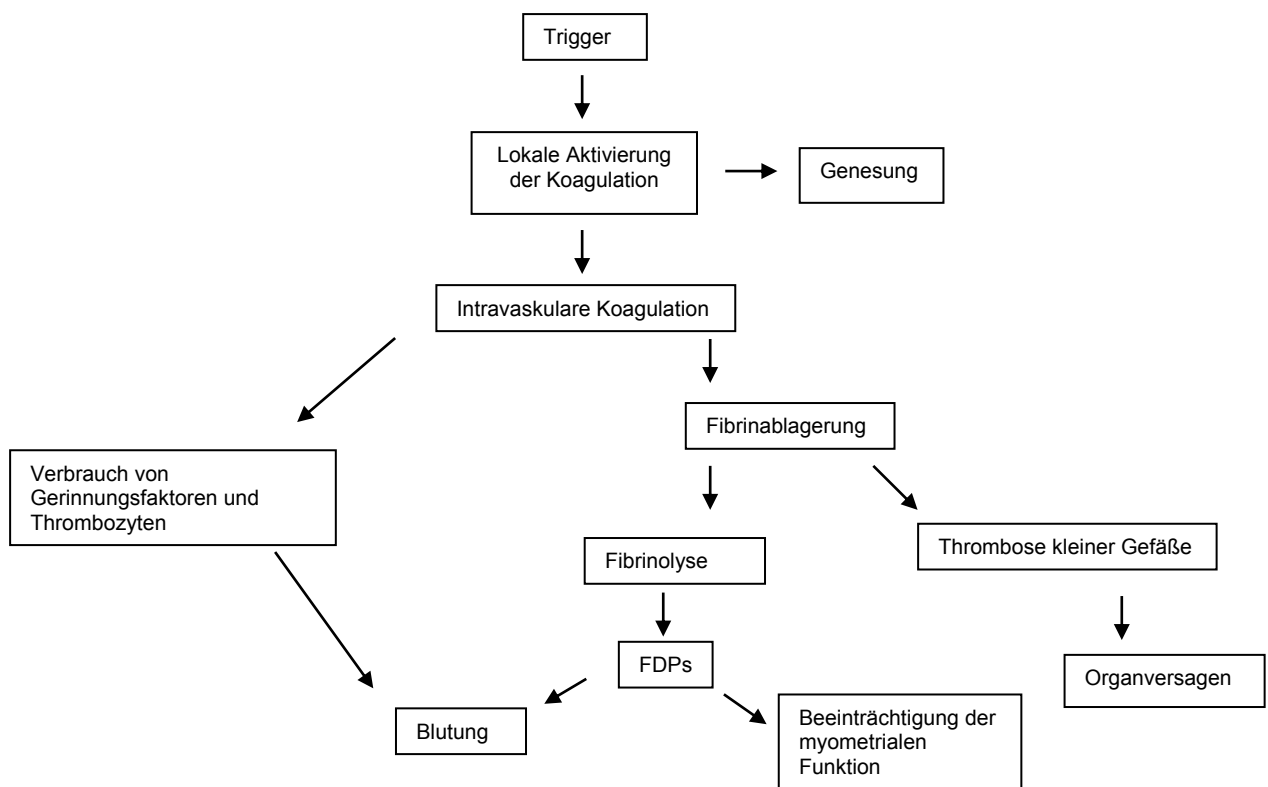 Trigger
Lokale Aktivierung
der Koagulation
Genesung
Intravaskulare Koagulation
Fibrinablagerung
Verbrauch von
Gerinnungsfaktoren und
Thrombozyten
Thrombose kleiner Gefäße
Fibrinolyse
FDPs
Organversagen
Blutung
Beeinträchtigung der
myometrialen
Funktion